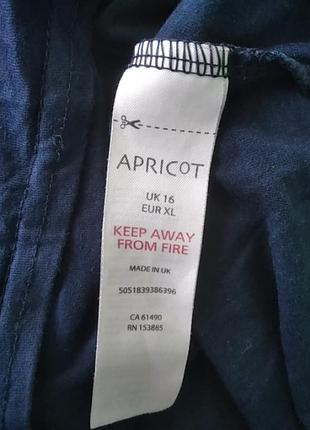 APRICOT
UK 16
EUR XL
KEEP AWAY
FROM FIRE
MADE IN UK
5051839386396
CA 61490
RN 153885